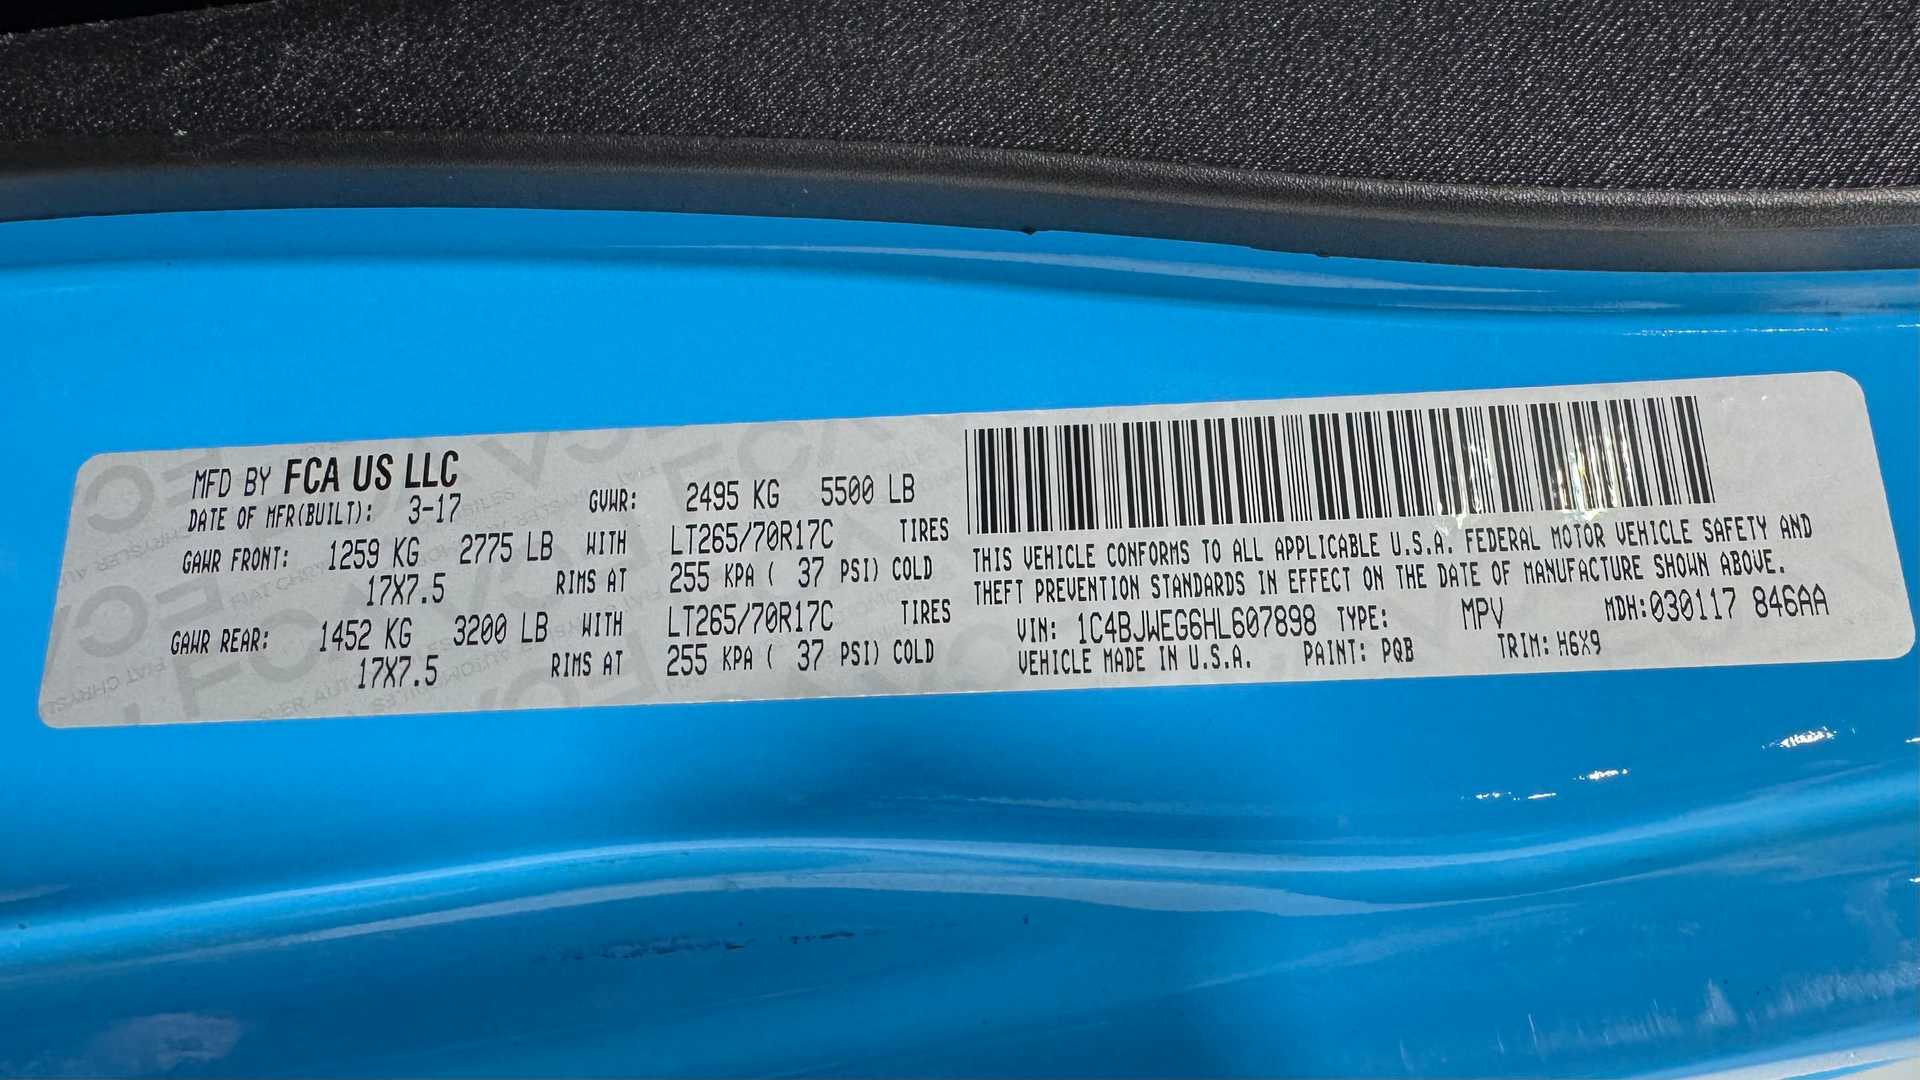 MFD BY FCA US LLC
DATE OF MFR(BUILT): 3-17 GVWR: 2495 KG 5500 LB
GAWR FRONT: 1259 KG 2775 LB WITH LT265/70R17C TIRES
17X7.5 RIMS AT 255 KPA ( 37 PSI) COLD
GAWR REAR: 1452 KG 3200 LB WITH LT265/70R17C TIRES
17X7.5 RIMS AT 255 KPA ( 37 PSI) COLD
THIS VEHICLE CONFORMS TO ALL APPLICABLE U.S.A. FEDERAL MOTOR VEHICLE SAFETY AND
THEFT PREVENTION STANDARDS IN EFFECT ON THE DATE OF MANUFACTURE SHOWN ABOVE.
VIN: 1C4BJWEG6HL607898 TYPE: MPV MDH:030117 846AA
VEHICLE MADE IN U.S.A. PAINT: PQB TRIM: H6X9